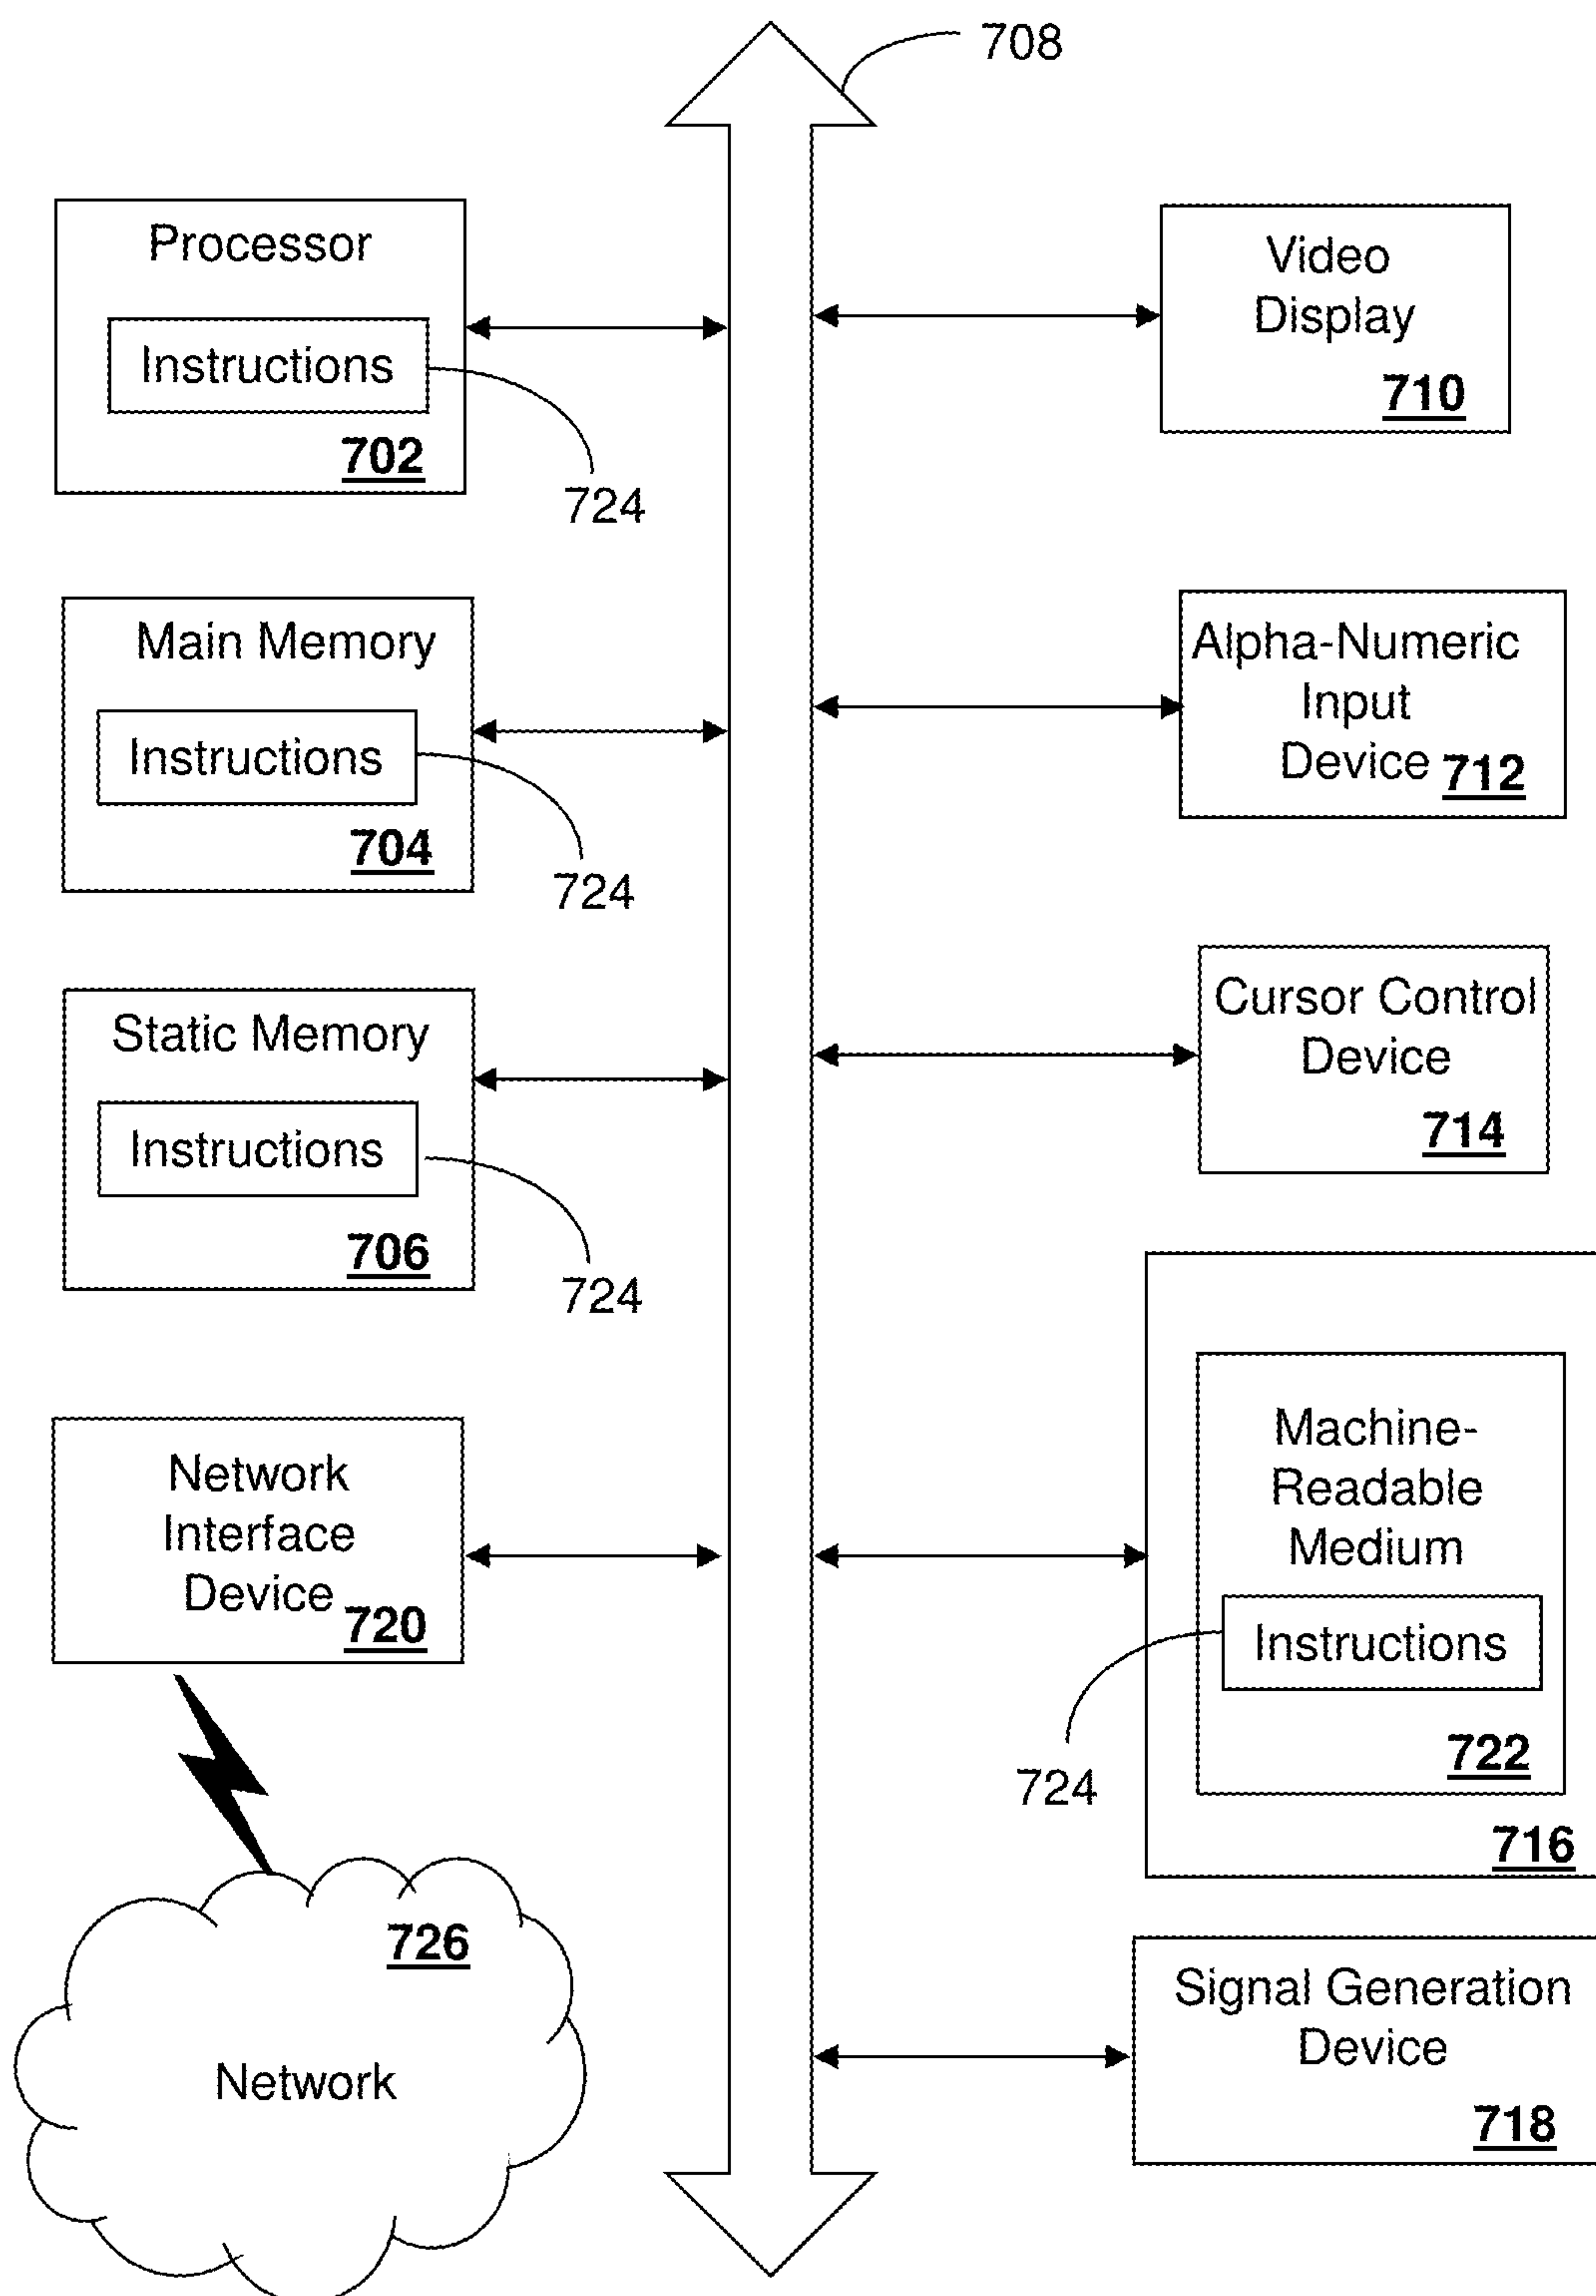 708
Processor
Instructions
702
724
Main Memory
Instructions
704
724
Static Memory
Instructions
706
724
Network
Interface
Device
720
726
Network
Video
Display
710
Alpha-Numeric
Input
Device
712
Cursor Control
Device
714
Machine-
Readable
Medium
Instructions
724
722
716
Signal Generation
Device
718